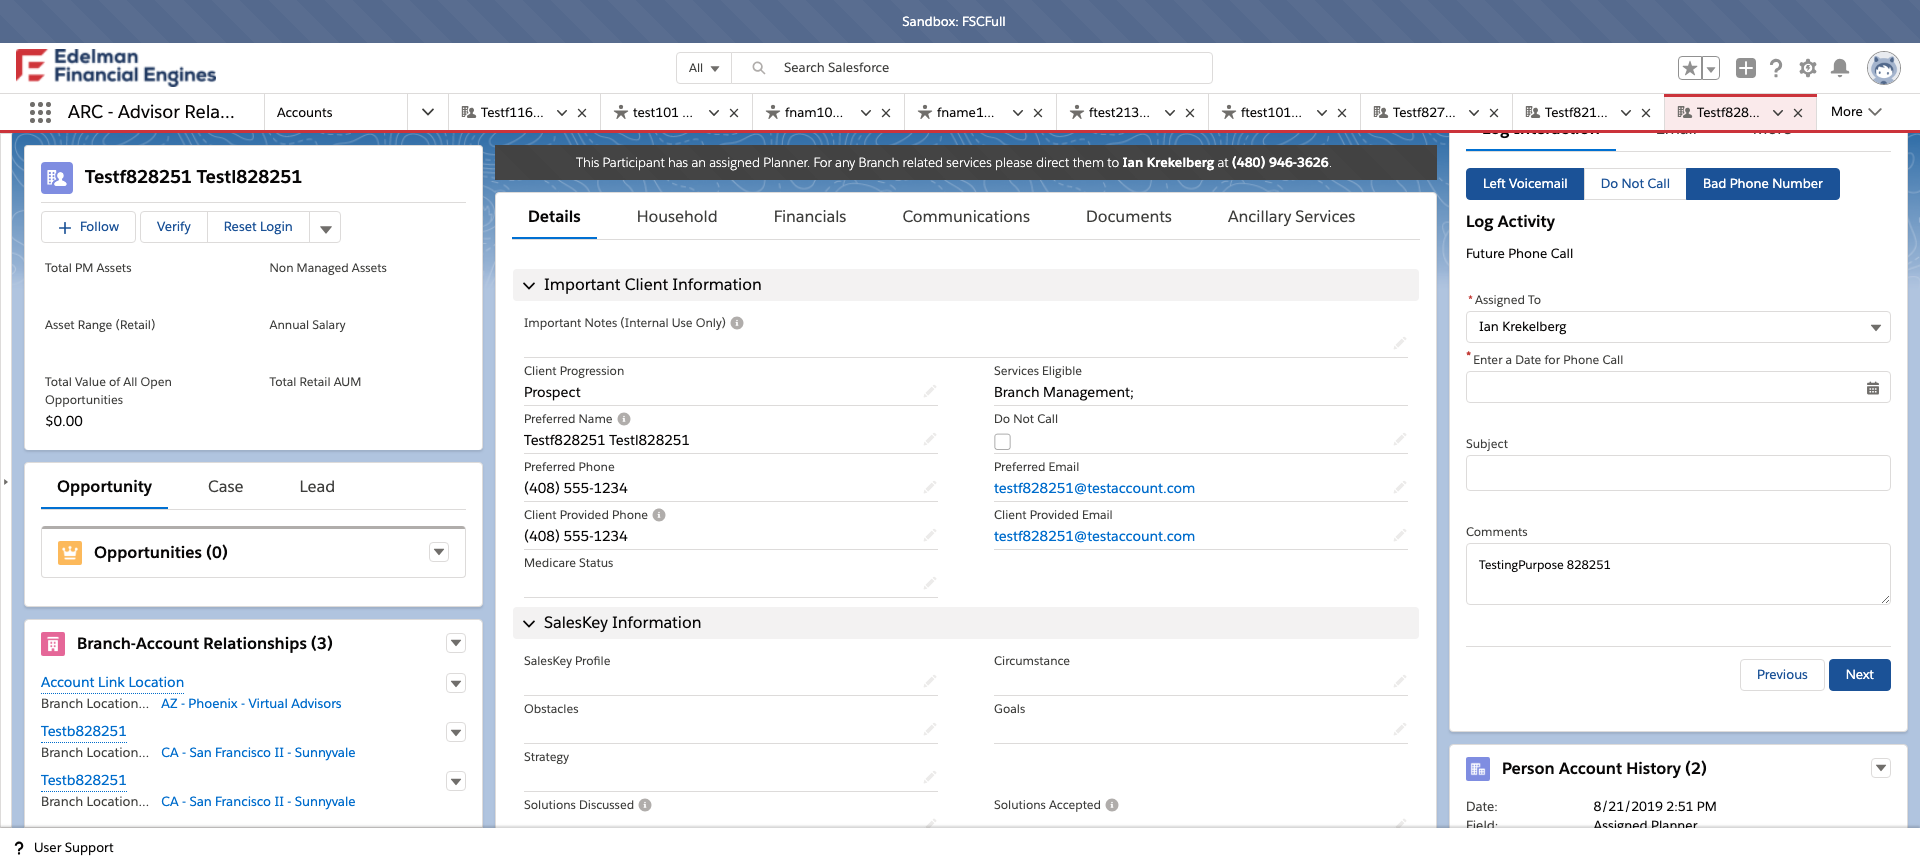 Sandbox: FSCFull
Edelman
Financial Engines
All
Search Salesforce
ARC - Advisor Rela...
Accounts
Testf116...
test101 ...
fnam10...
fname1...
ftest213...
ftest101...
Testf827...
Testf821...
Testf828...
More
Testf828251 Testl828251
Follow
Verify
Reset Login
Total PM Assets
Non Managed Assets
Asset Range (Retail)
Annual Salary
Total Value of All Open
Opportunities
$0.00
Total Retail AUM
Opportunity
Case
Lead
Opportunities (0)
Branch-Account Relationships (3)
Account Link Location
Branch Location... AZ - Phoenix - Virtual Advisors
Testb828251
Branch Location... CA - San Francisco II - Sunnyvale
Testb828251
Branch Location... CA - San Francisco II - Sunnyvale
This Participant has an assigned Planner. For any Branch related services please direct them to Ian Krekelberg at (480) 946-3626.
Details
Household
Financials
Communications
Documents
Ancillary Services
Important Client Information
Important Notes (Internal Use Only)
Client Progression
Prospect
Services Eligible
Branch Management;
Preferred Name
Testf828251 Testl828251
Do Not Call
Preferred Phone
(408) 555-1234
Preferred Email
testf828251@testaccount.com
Client Provided Phone
(408) 555-1234
Client Provided Email
testf828251@testaccount.com
Medicare Status
SalesKey Information
SalesKey Profile
Circumstance
Obstacles
Goals
Strategy
Solutions Discussed
Solutions Accepted
Log Interaction
Email
More
Left Voicemail
Do Not Call
Bad Phone Number
Log Activity
Future Phone Call
*Assigned To
Ian Krekelberg
*Enter a Date for Phone Call
Subject
Comments
TestingPurpose 828251
Previous
Next
Person Account History (2)
Date: 8/21/2019 2:51 PM
Field: Assigned Planner
? User Support